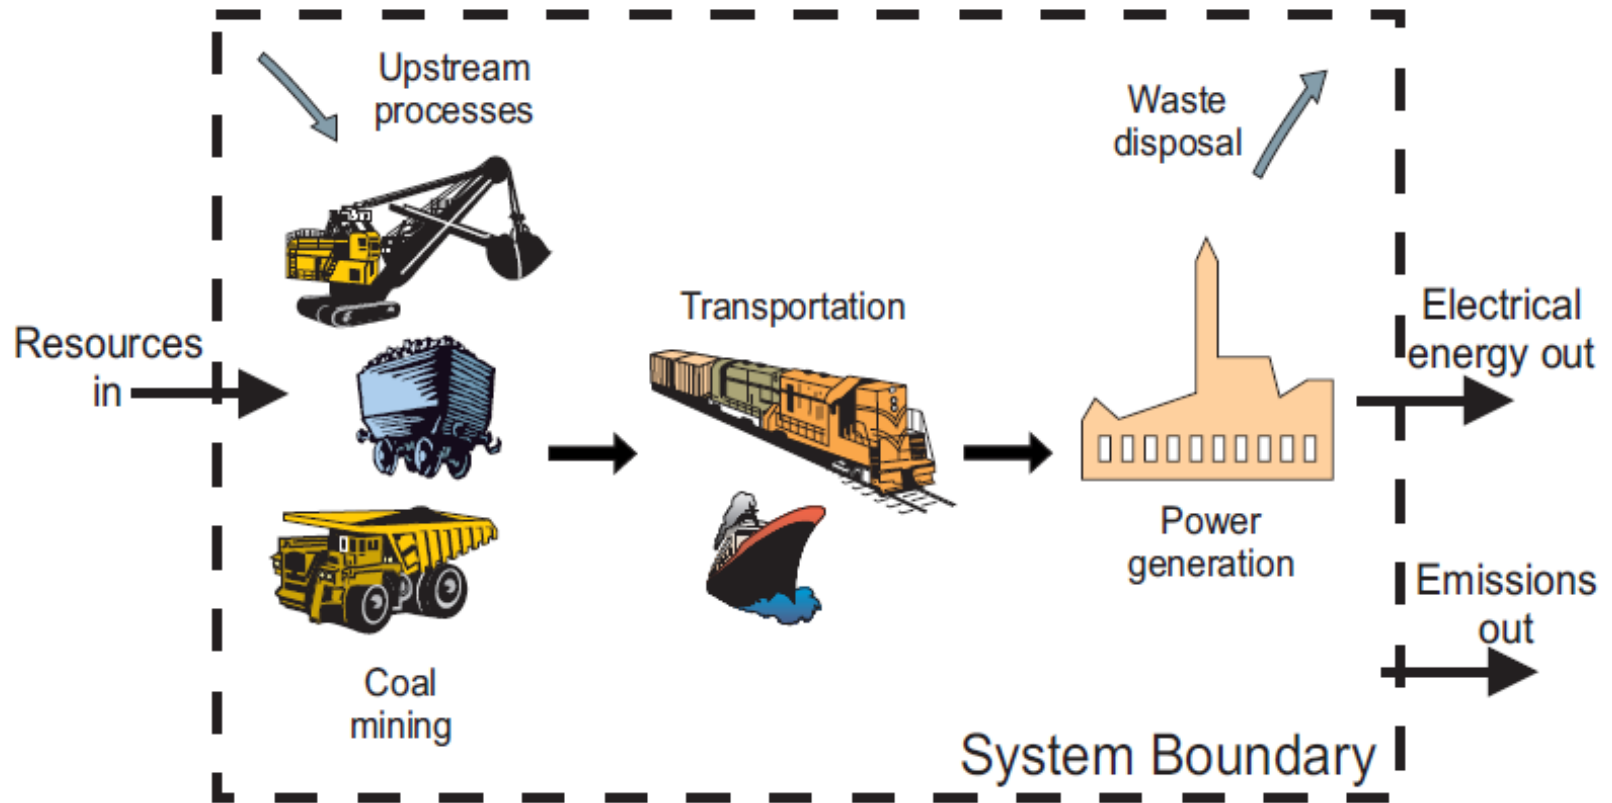 Upstream
processes
Waste
disposal
Resources
in
Transportation
Electrical
energy out
Power
generation
Emissions
out
Coal
mining
System Boundary